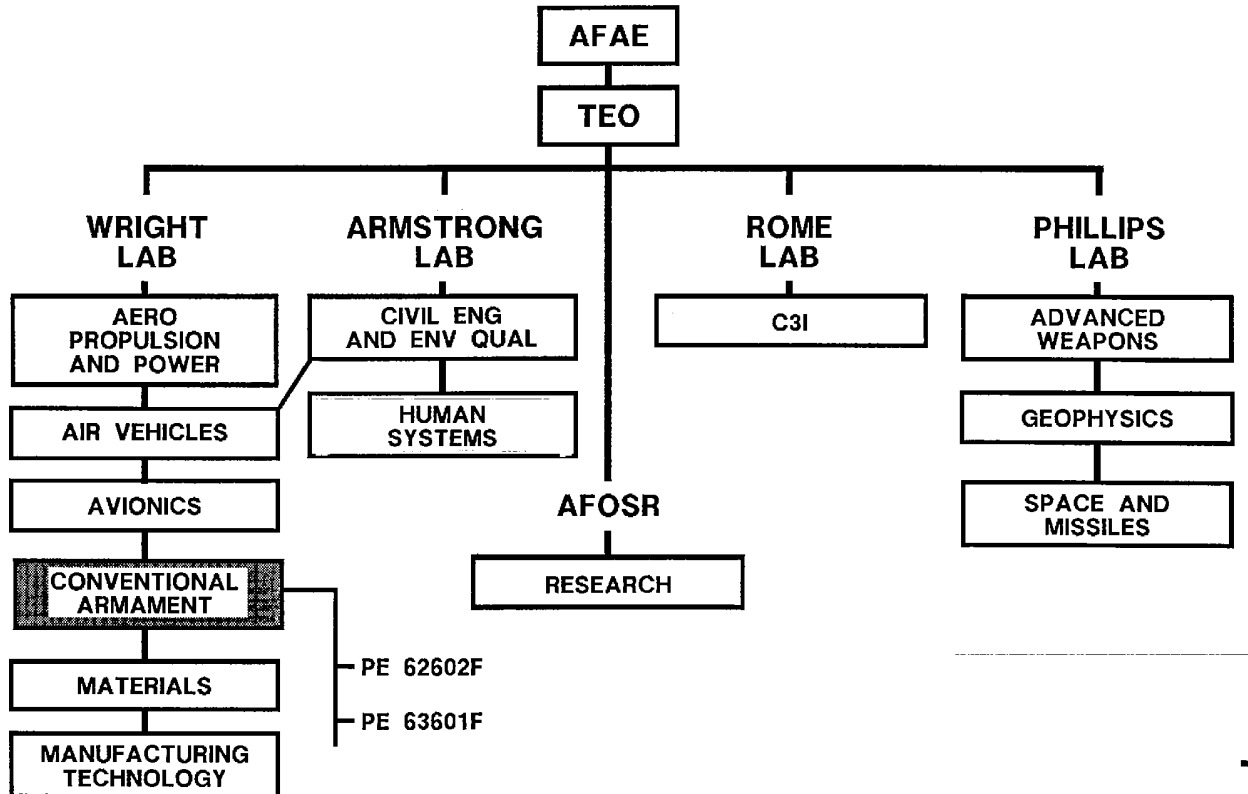 AFAE
TEO
WRIGHT
LAB
AERO
PROPULSION
AND POWER
AIR VEHICLES
AVIONICS
CONVENTIONAL
ARMAMENT
PE 62602F
PE 63601F
MATERIALS
MANUFACTURING
TECHNOLOGY
ARMSTRONG
LAB
CIVIL ENG
AND ENV QUAL
HUMAN
SYSTEMS
AFOSR
RESEARCH
ROME
LAB
C3I
PHILLIPS
LAB
ADVANCED
WEAPONS
GEOPHYSICS
SPACE AND
MISSILES